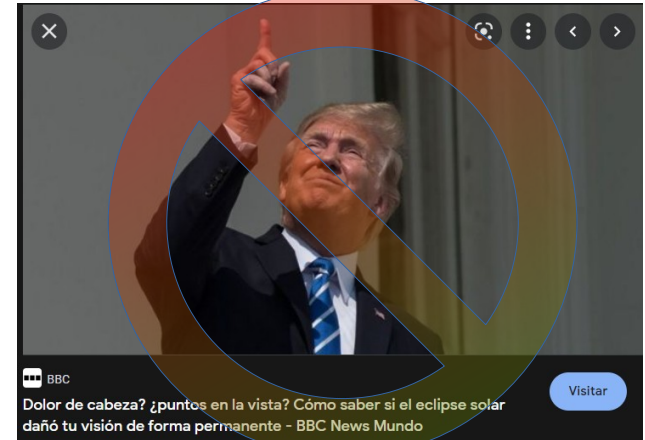 BBC
Visitar
Dolor de cabeza? ¿puntos en la vista? Cómo saber si el eclipse solar
dañó tu visión de forma permanente - BBC News Mundo